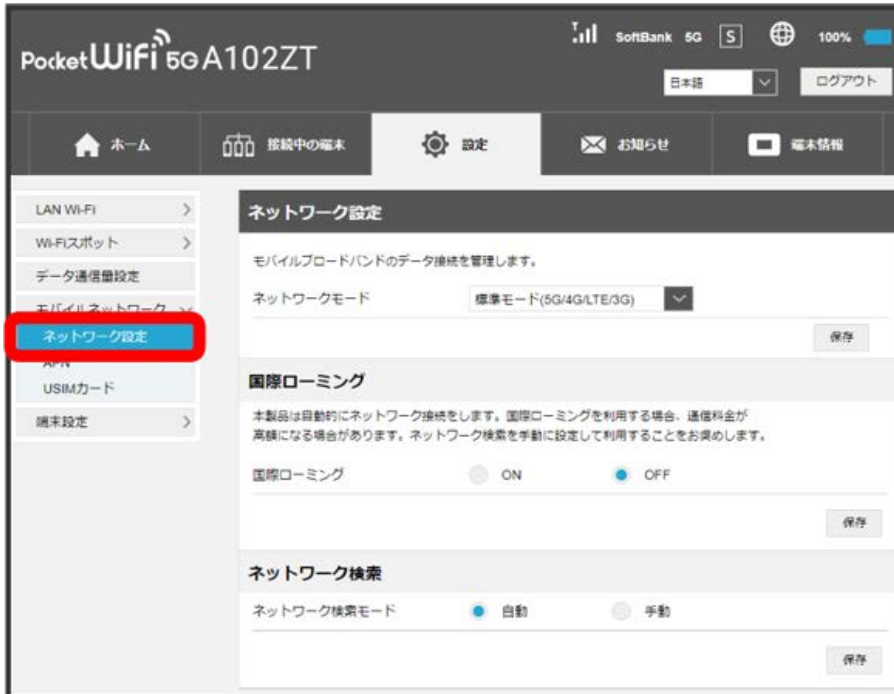 Pocket WiFi 5G A102ZT
SoftBank 5G S 100%
日本語 ログアウト
ホーム 接続中の端末 設定 お知らせ 端末情報
LAN Wi-Fi
Wi-Fiスポット
データ通信量設定
モバイルネットワーク
ネットワーク設定
APN
USIMカード
端末設定
ネットワーク設定
モバイルブロードバンドのデータ接続を管理します。
ネットワークモード 標準モード(5G/4G/LTE/3G)
保存
国際ローミング
本製品は自動的にネットワーク接続をします。国際ローミングを利用する場合、通信料金が
高額になる場合があります。ネットワーク検索を手動に設定して利用することをお奨めします。
国際ローミング ON OFF
保存
ネットワーク検索
ネットワーク検索モード 自動 手動
保存